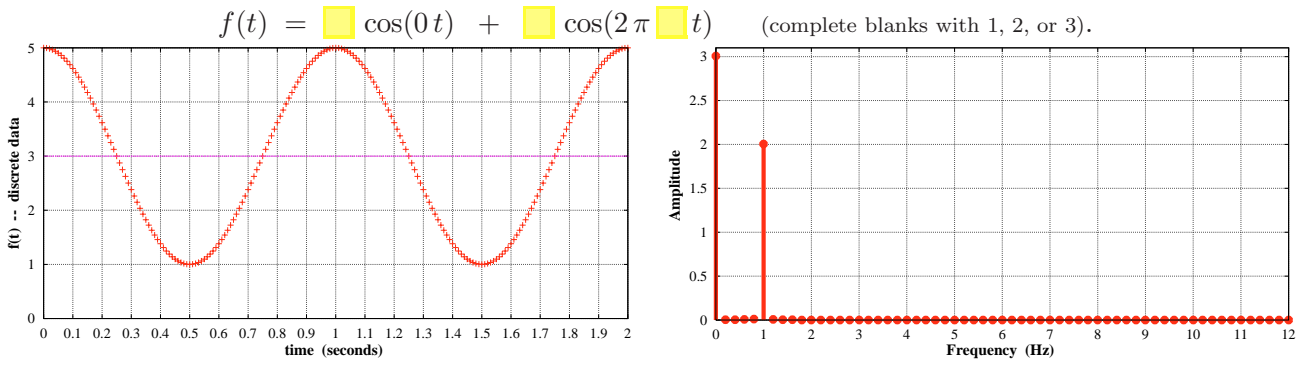 f(t) = cos(0 t) + cos(2 π t) (complete blanks with 1, 2, or 3).
5
4
3
2
1
0
f(t) -- discrete data
0 0.1 0.2 0.3 0.4 0.5 0.6 0.7 0.8 0.9 1 1.1 1.2 1.3 1.4 1.5 1.6 1.7 1.8 1.9 2
time (seconds)
3
2.5
2
1.5
1
0.5
0
Amplitude
0 1 2 3 4 5 6 7 8 9 10 11 12
Frequency (Hz)